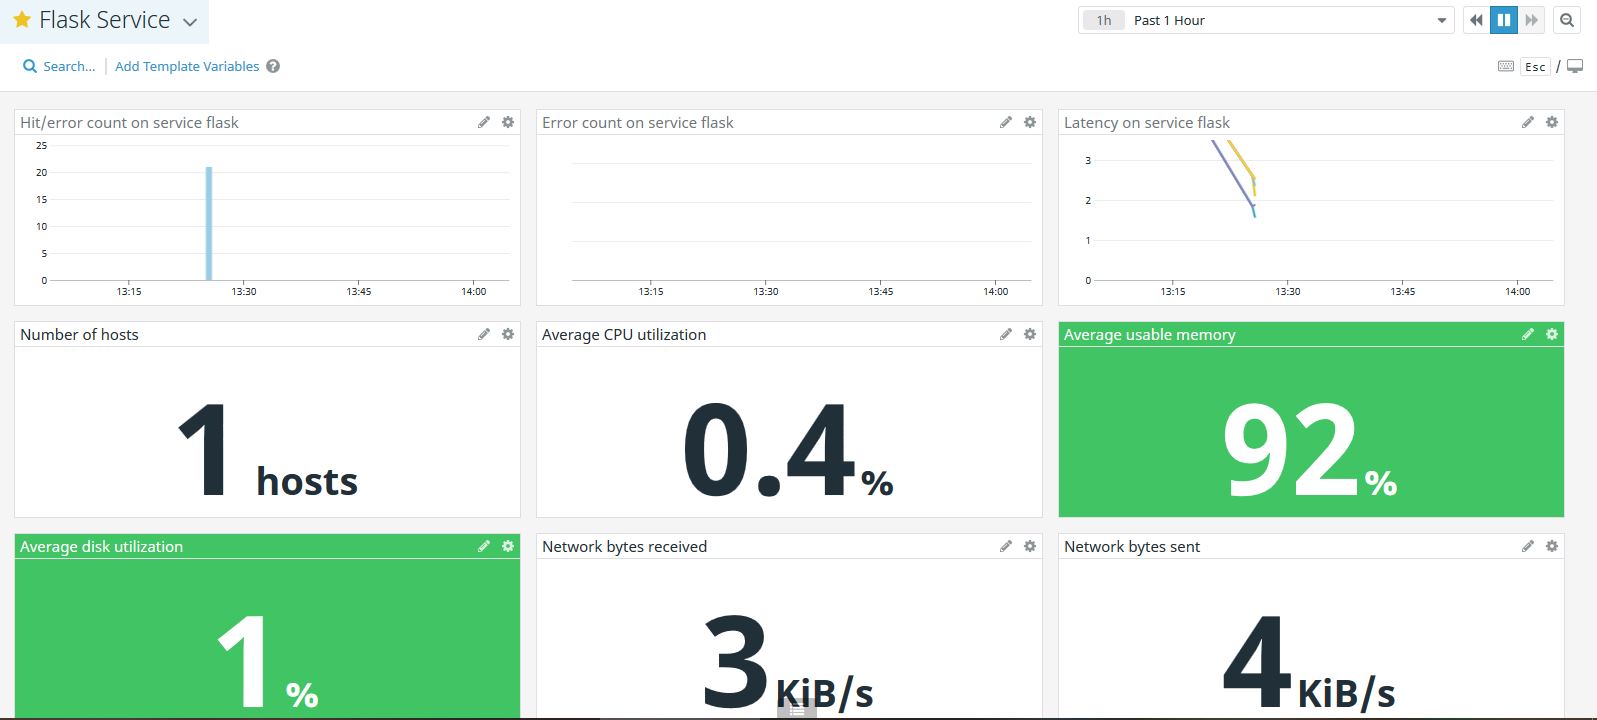 Flask Service
1h Past 1 Hour
Search... Add Template Variables ?
Esc /
Hit/error count on service flask
25
20
15
10
5
0
13:15 13:30 13:45 14:00
Error count on service flask
13:15 13:30 13:45 14:00
Latency on service flask
3
2
1
0
13:15 13:30 13:45 14:00
Number of hosts
1 hosts
Average CPU utilization
0.4%
Average usable memory
92%
Average disk utilization
1%
Network bytes received
3KiB/s
Network bytes sent
4KiB/s